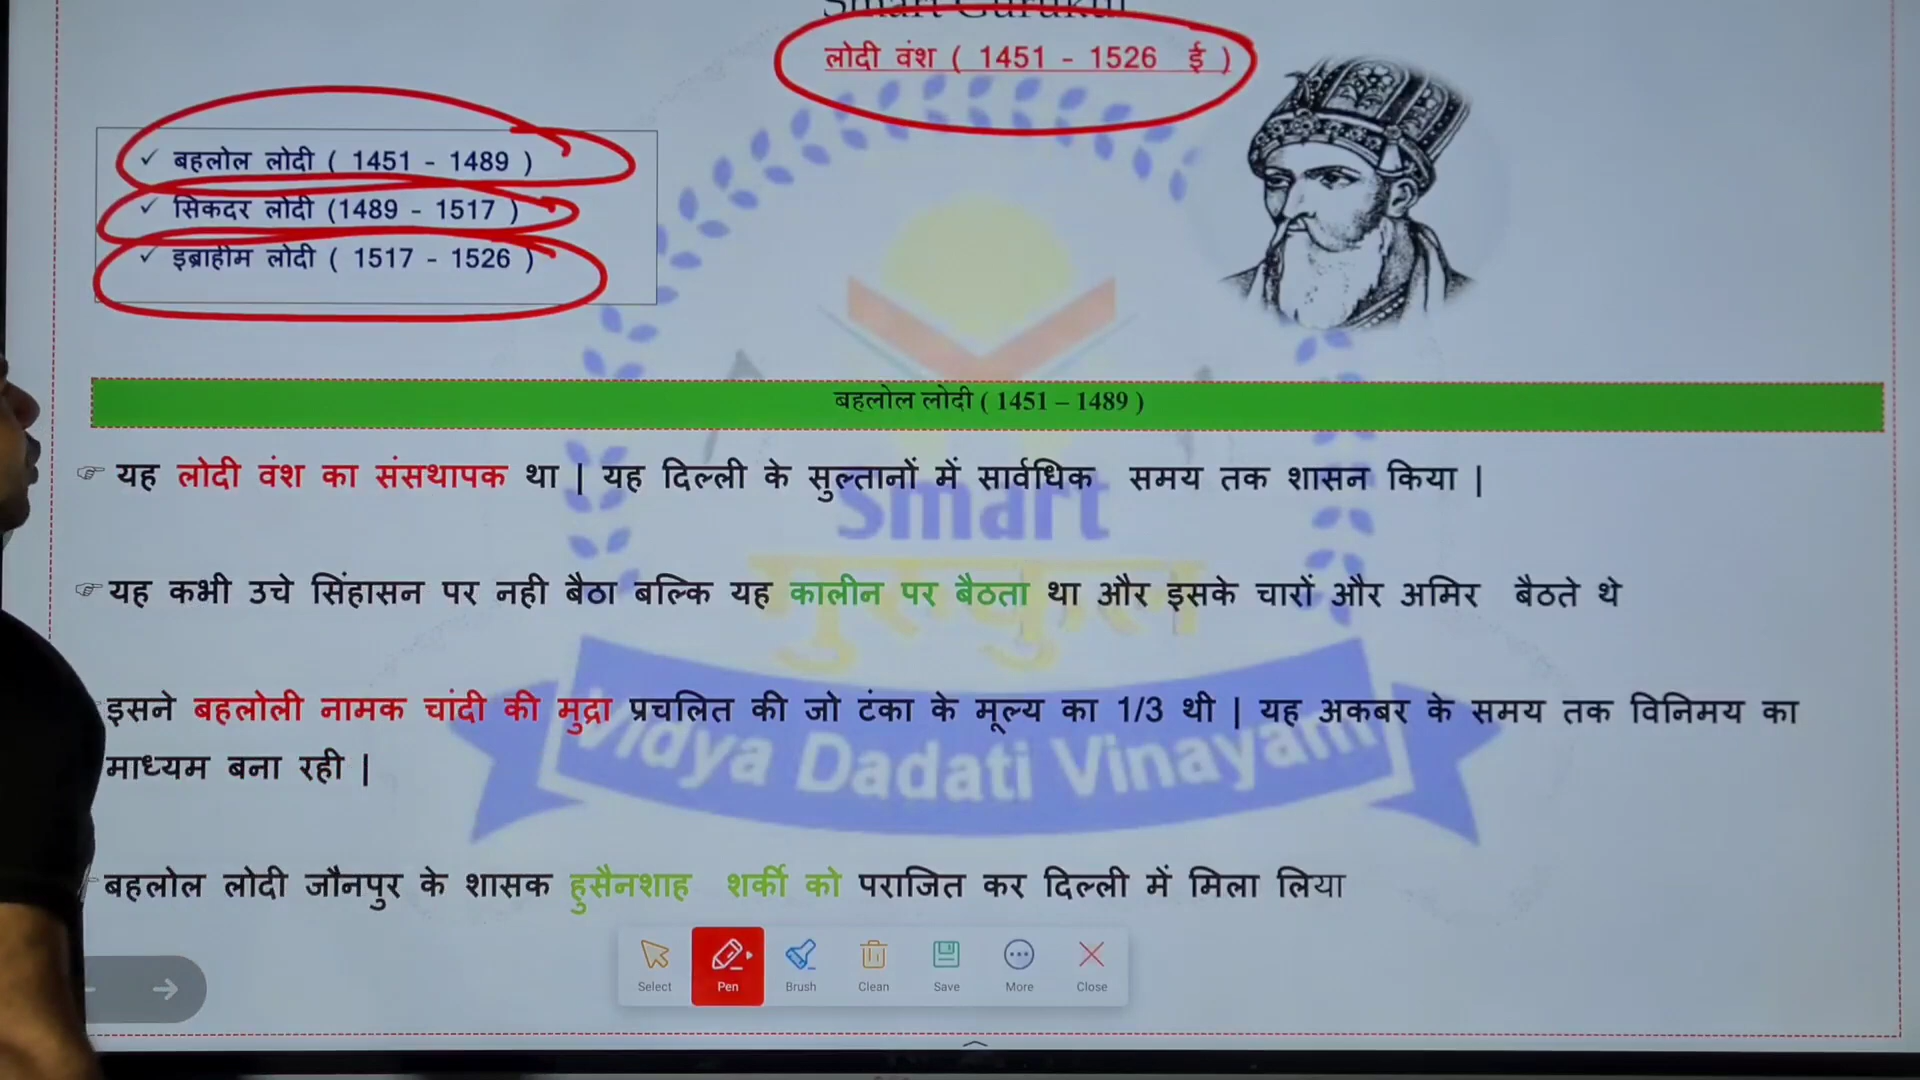 Smart Gurukul
लोदी वंश ( 1451 - 1526 ई )
✓ बहलोल लोदी ( 1451 - 1489 )
✓ सिकदर लोदी (1489 - 1517 )
✓ इब्राहीम लोदी ( 1517 - 1526 )
बहलोल लोदी ( 1451 – 1489 )
यह लोदी वंश का संसथापक था | यह दिल्ली के सुल्तानों में सार्वधिक समय तक शासन किया |
यह कभी उचे सिंहासन पर नही बैठा बल्कि यह कालीन पर बैठता था और इसके चारों और अमिर बैठते थे
इसने बहलोली नामक चांदी की मुद्रा प्रचलित की जो टंका के मूल्य का 1/3 थी | यह अकबर के समय तक विनिमय का
माध्यम बना रही |
बहलोल लोदी जौनपुर के शासक हुसैनशाह शर्की को पराजित कर दिल्ली में मिला लिया
Smart
गुरुकुल
Vidya Dadati Vinayam
Select Pen Brush Clean Save More Close